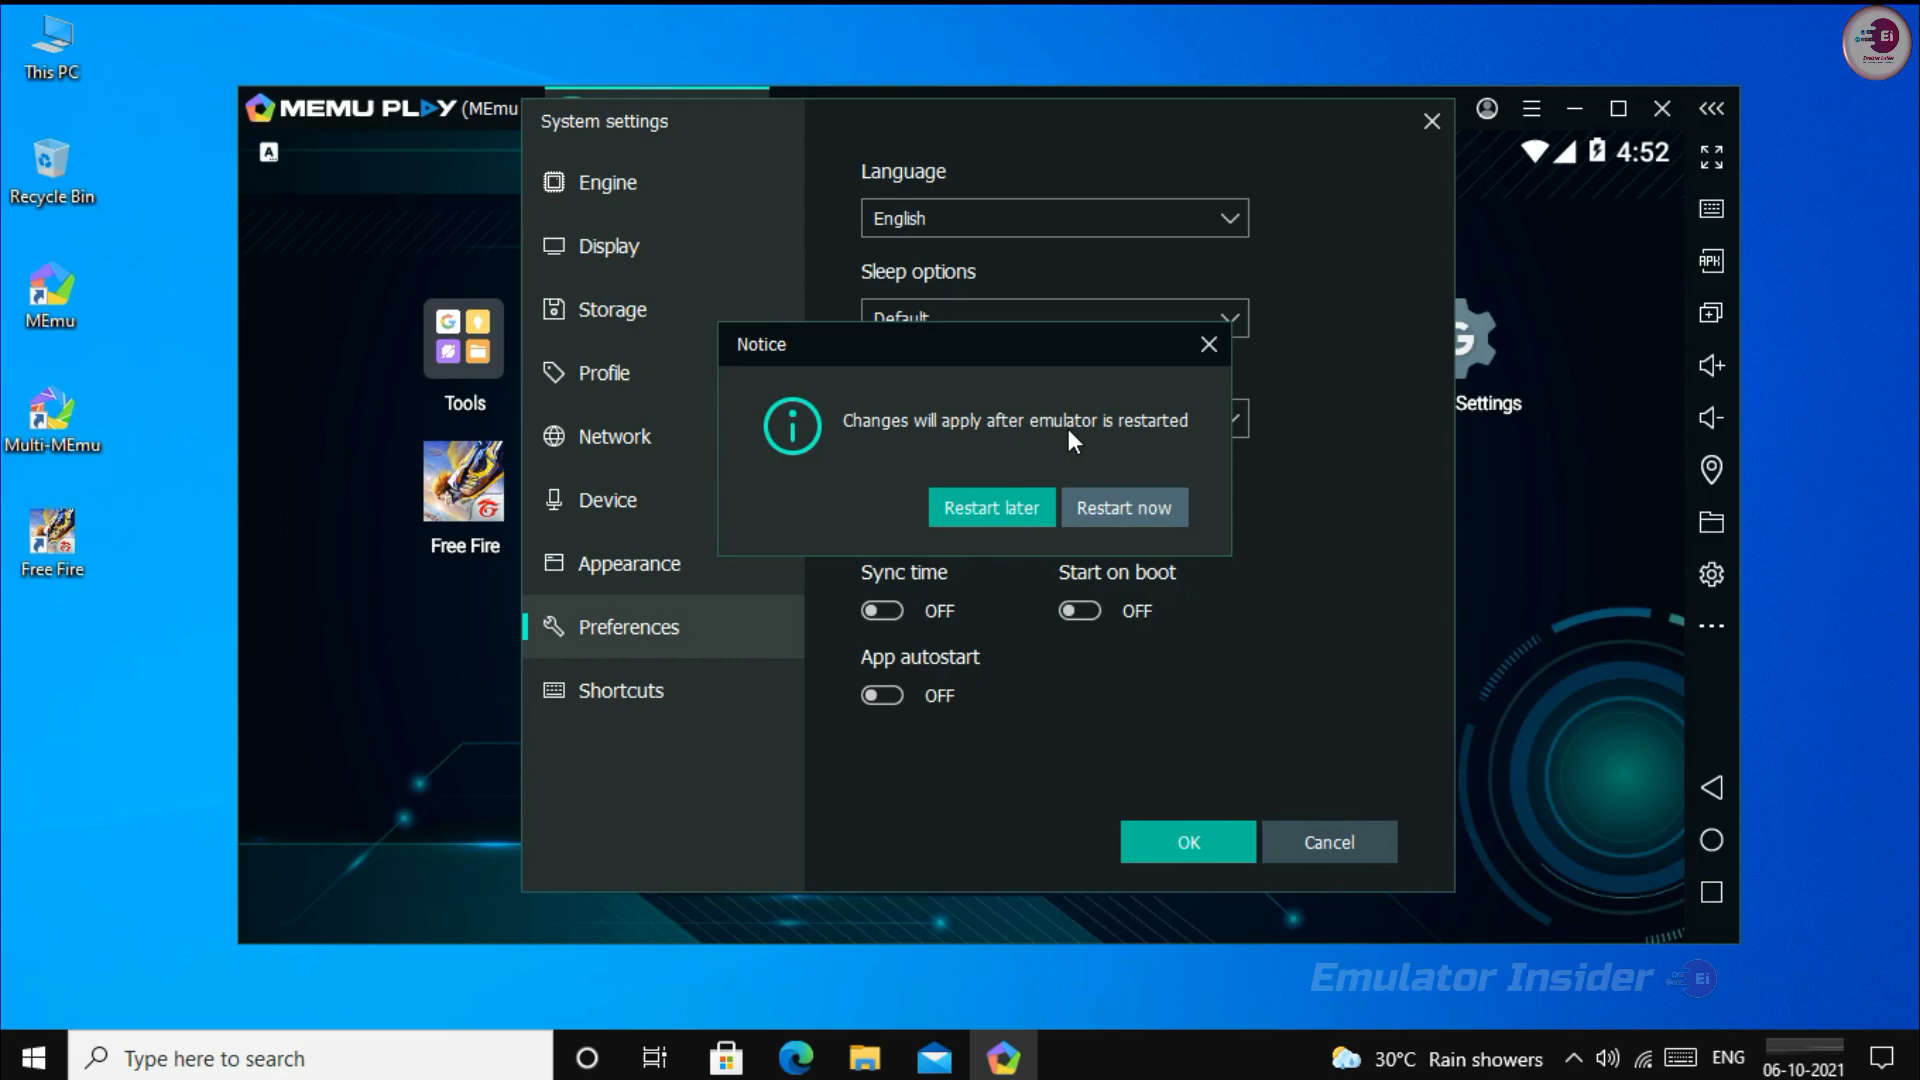 This PC
Recycle Bin
MEmu
Multi-MEmu
Free Fire
MEMU PLAY (MEmu
4:52
A
Tools
Free Fire
Settings
System settings
Engine
Display
Storage
Profile
Network
Device
Appearance
Preferences
Shortcuts
Language
English
Sleep options
Default
Notice
Changes will apply after emulator is restarted
Restart later
Restart now
Sync time
Start on boot
OFF
OFF
App autostart
OFF
OK
Cancel
APK
Ei
Emulator Insider
Ei
Type here to search
30°C Rain showers
ENG
06-10-2021